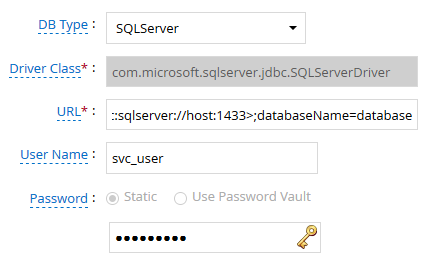 DB Type :
SQLServer
Driver Class* :
com.microsoft.sqlserver.jdbc.SQLServerDriver
URL* :
::sqlserver://host:1433>;databaseName=database
User Name :
svc_user
Password :
Static
Use Password Vault
•••••••••